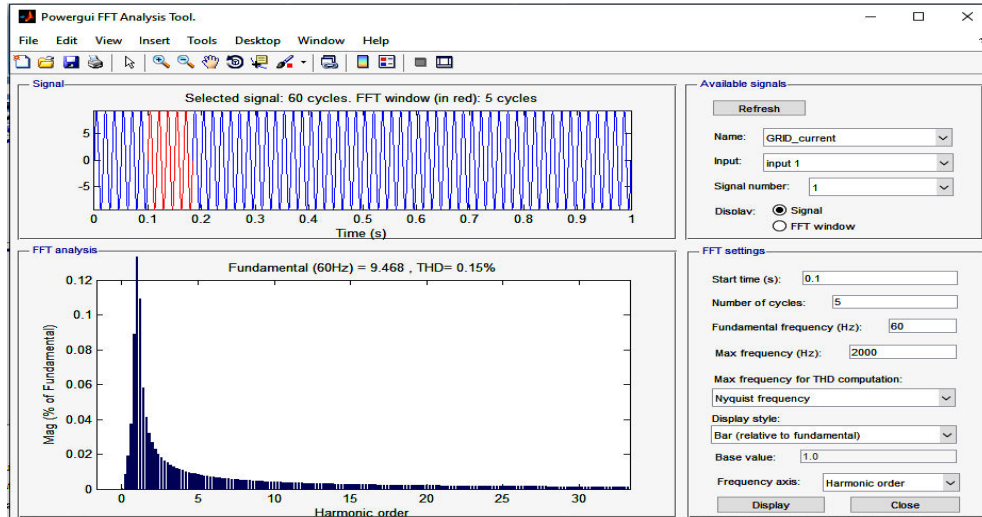 Powergui FFT Analysis Tool.
File Edit View Insert Tools Desktop Window Help
Signal
Selected signal: 60 cycles. FFT window (in red): 5 cycles
5
0
-5
0 0.1 0.2 0.3 0.4 0.5 0.6 0.7 0.8 0.9 1
Time (s)
FFT analysis
Fundamental (60Hz) = 9.468 , THD= 0.15%
Mag (% of Fundamental)
0.12
0.1
0.08
0.06
0.04
0.02
0
0 5 10 15 20 25 30
Harmonic order
Available signals
Refresh
Name: GRID_current
Input: input 1
Signal number: 1
Display: Signal
FFT window
FFT settings
Start time (s): 0.1
Number of cycles: 5
Fundamental frequency (Hz): 60
Max frequency (Hz): 2000
Max frequency for THD computation:
Nyquist frequency
Display style:
Bar (relative to fundamental)
Base value: 1.0
Frequency axis: Harmonic order
Display Close